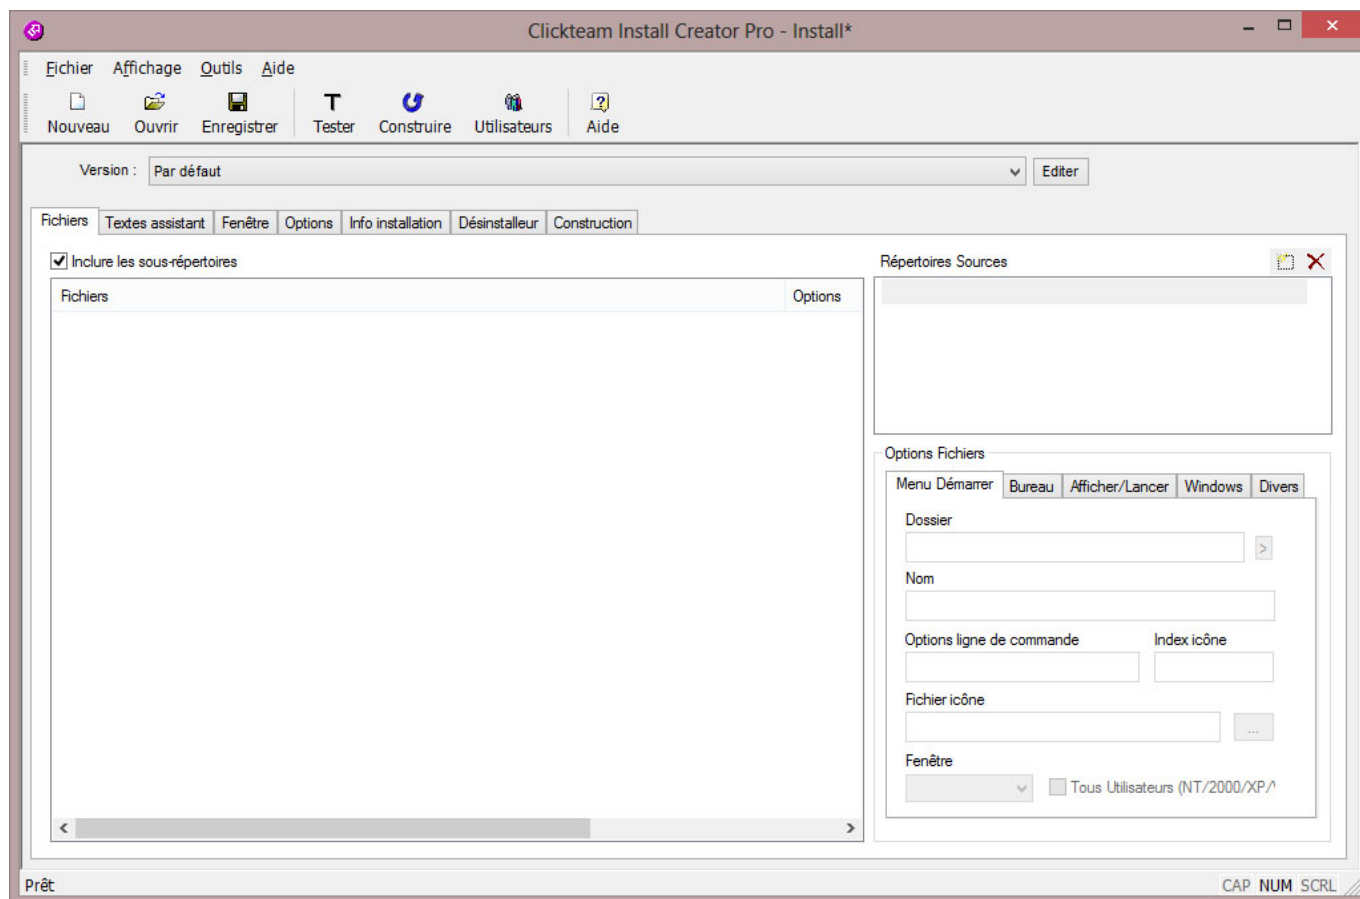 Clickteam Install Creator Pro - Install*
Fichier Affichage Outils Aide
Nouveau Ouvrir Enregistrer Tester Construire Utilisateurs Aide
Version : Par défaut Editer
Fichiers Textes assistant Fenêtre Options Info installation Désinstalleur Construction
Inclure les sous-répertoires
Répertoires Sources
Fichiers Options
Options Fichiers
Menu Démarrer Bureau Afficher/Lancer Windows Divers
Dossier
>
Nom
Options ligne de commande Index icône
Fichier icône
...
Fenêtre
Tous Utilisateurs (NT/2000/XP/
Prêt CAP NUM SCRL